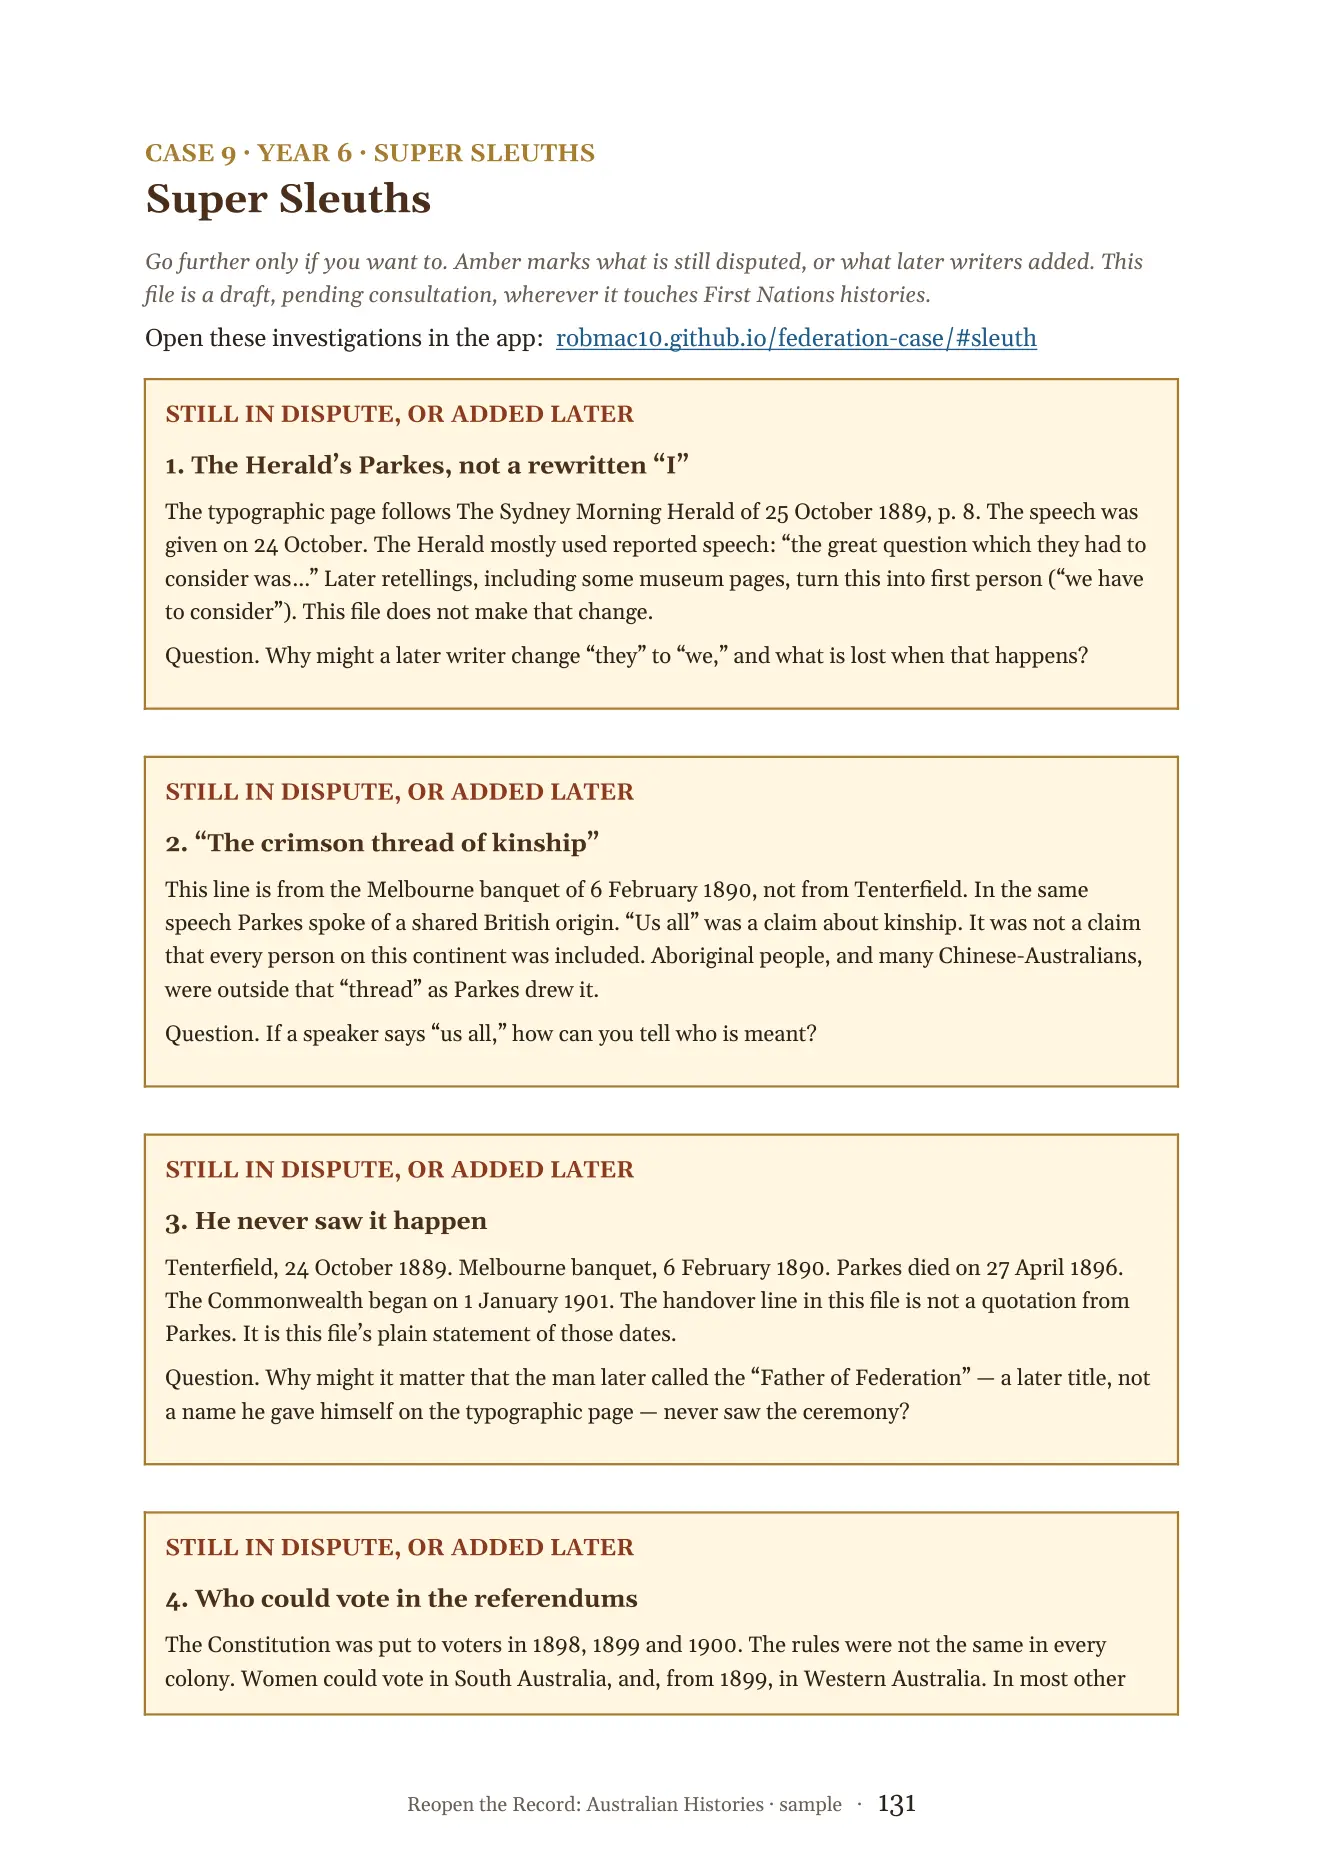 CASE 9 · YEAR 6 · SUPER SLEUTHS
Super Sleuths
Go further only if you want to. Amber marks what is still disputed, or what later writers added. This
file is a draft, pending consultation, wherever it touches First Nations histories.
Open these investigations in the app: robmac10.github.io/federation-case/#sleuth
STILL IN DISPUTE, OR ADDED LATER
1. The Herald’s Parkes, not a rewritten “I”
The typographic page follows The Sydney Morning Herald of 25 October 1889, p. 8. The speech was
given on 24 October. The Herald mostly used reported speech: “the great question which they had to
consider was…” Later retellings, including some museum pages, turn this into first person (“we have
to consider”). This file does not make that change.
Question. Why might a later writer change “they” to “we,” and what is lost when that happens?
STILL IN DISPUTE, OR ADDED LATER
2. “The crimson thread of kinship”
This line is from the Melbourne banquet of 6 February 1890, not from Tenterfield. In the same
speech Parkes spoke of a shared British origin. “Us all” was a claim about kinship. It was not a claim
that every person on this continent was included. Aboriginal people, and many Chinese-Australians,
were outside that “thread” as Parkes drew it.
Question. If a speaker says “us all,” how can you tell who is meant?
STILL IN DISPUTE, OR ADDED LATER
3. He never saw it happen
Tenterfield, 24 October 1889. Melbourne banquet, 6 February 1890. Parkes died on 27 April 1896.
The Commonwealth began on 1 January 1901. The handover line in this file is not a quotation from
Parkes. It is this file’s plain statement of those dates.
Question. Why might it matter that the man later called the “Father of Federation” — a later title, not
a name he gave himself on the typographic page — never saw the ceremony?
STILL IN DISPUTE, OR ADDED LATER
4. Who could vote in the referendums
The Constitution was put to voters in 1898, 1899 and 1900. The rules were not the same in every
colony. Women could vote in South Australia, and, from 1899, in Western Australia. In most other
Reopen the Record: Australian Histories · sample · 131